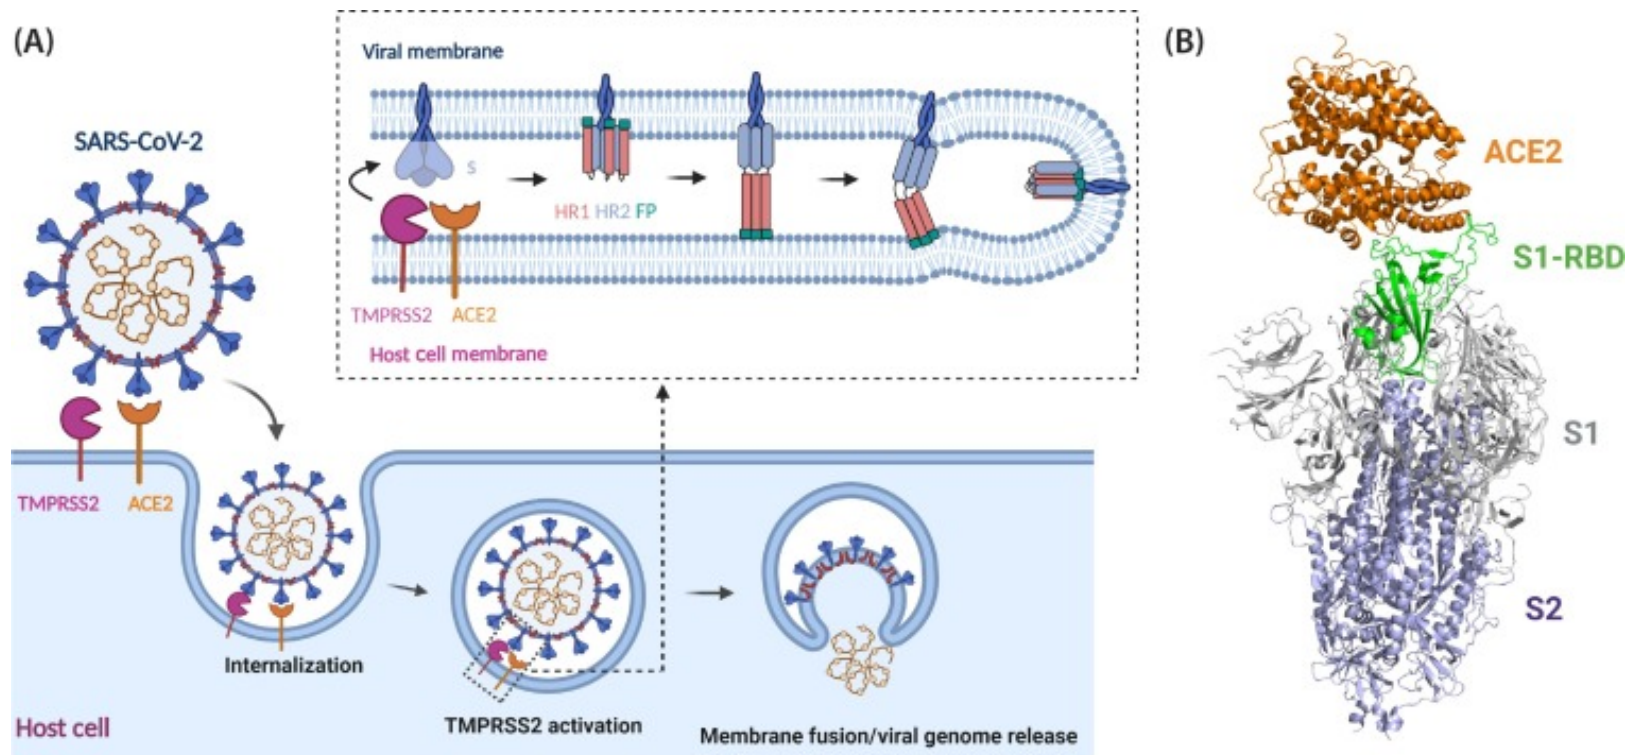 (A)
Viral membrane
SARS-CoV-2
S
HR1 HR2 FP
TMPRSS2 ACE2
Host cell membrane
TMPRSS2 ACE2
Internalization
TMPRSS2 activation
Membrane fusion/viral genome release
Host cell
(B)
ACE2
S1-RBD
S1
S2